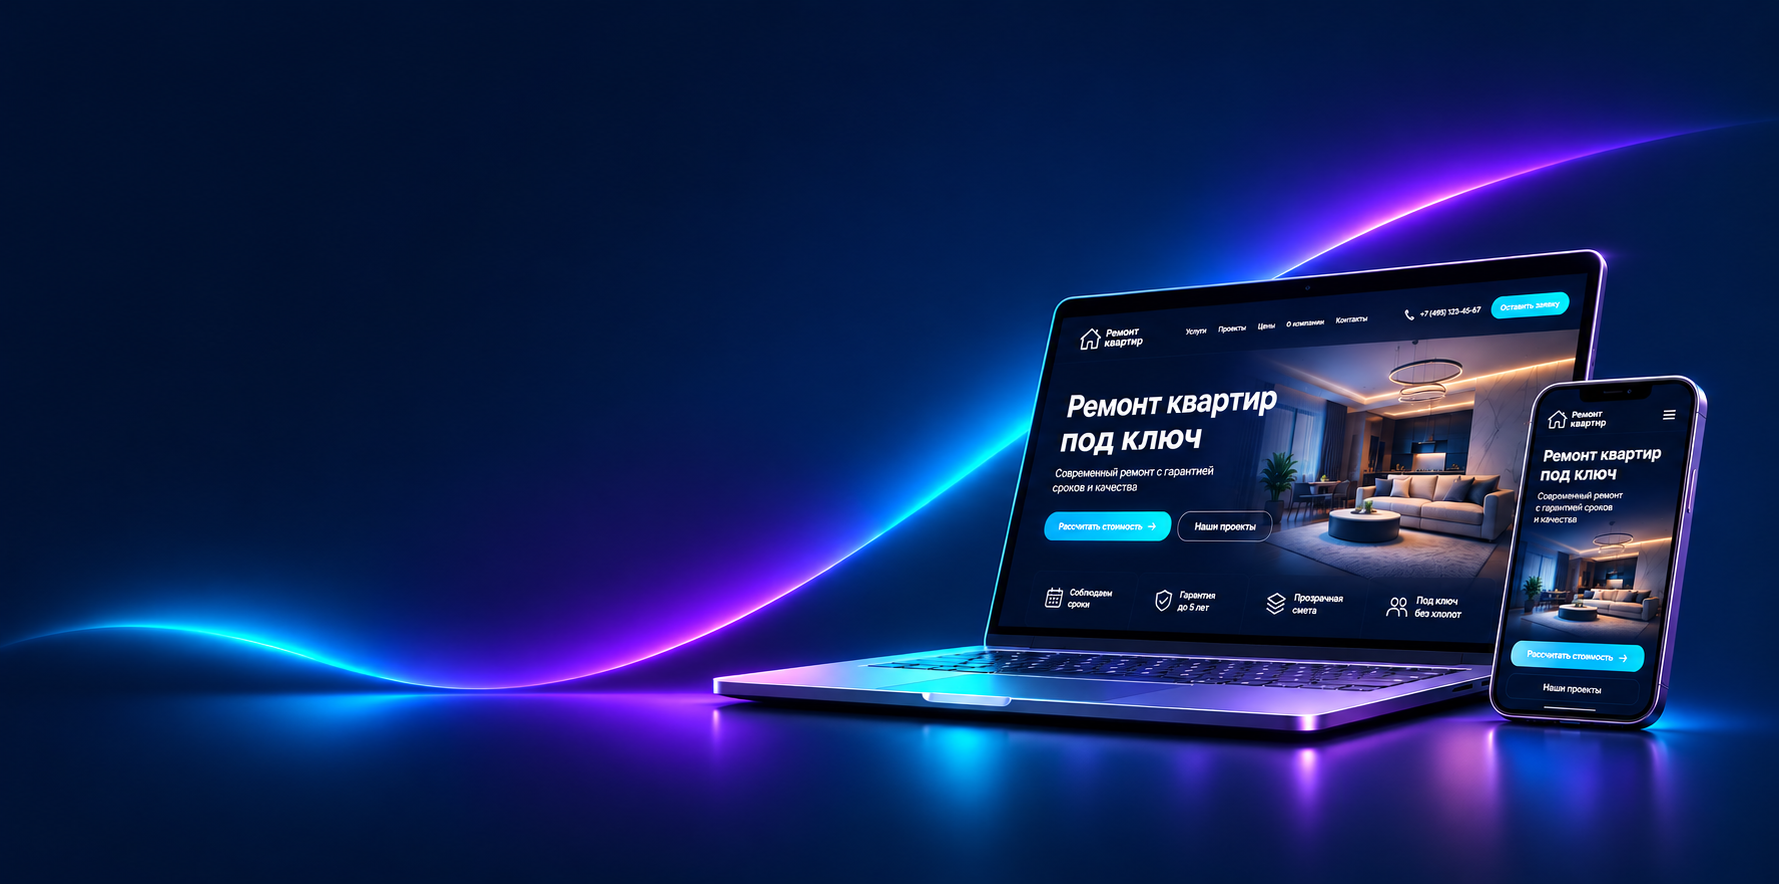 Ремонт
квартир
Услуги Проекты Цены О компании Контакты
+7 (495) 123-45-67
Оставить заявку
Ремонт квартир
под ключ
Современный ремонт с гарантией
сроков и качества
Рассчитать стоимость →
Наши проекты
Соблюдаем
сроки
Гарантия
до 5 лет
Прозрачная
смета
Под ключ
без хлопот
Ремонт
квартир
Ремонт квартир
под ключ
Современный ремонт
с гарантией сроков
и качества
Рассчитать стоимость →
Наши проекты